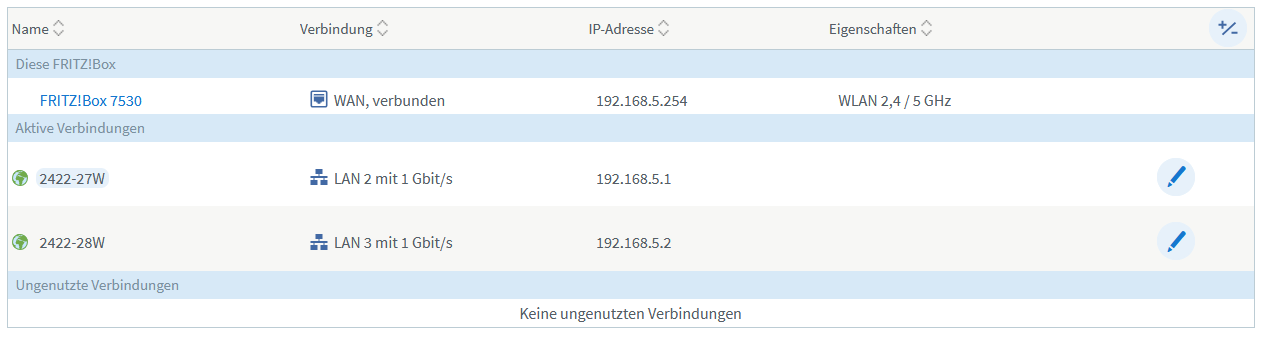 Name Verbindung IP-Adresse Eigenschaften +/-
Diese FRITZ!Box
FRITZ!Box 7530 WAN, verbunden 192.168.5.254 WLAN 2,4 / 5 GHz
Aktive Verbindungen
2422-27W LAN 2 mit 1 Gbit/s 192.168.5.1
2422-28W LAN 3 mit 1 Gbit/s 192.168.5.2
Ungenutzte Verbindungen
Keine ungenutzten Verbindungen